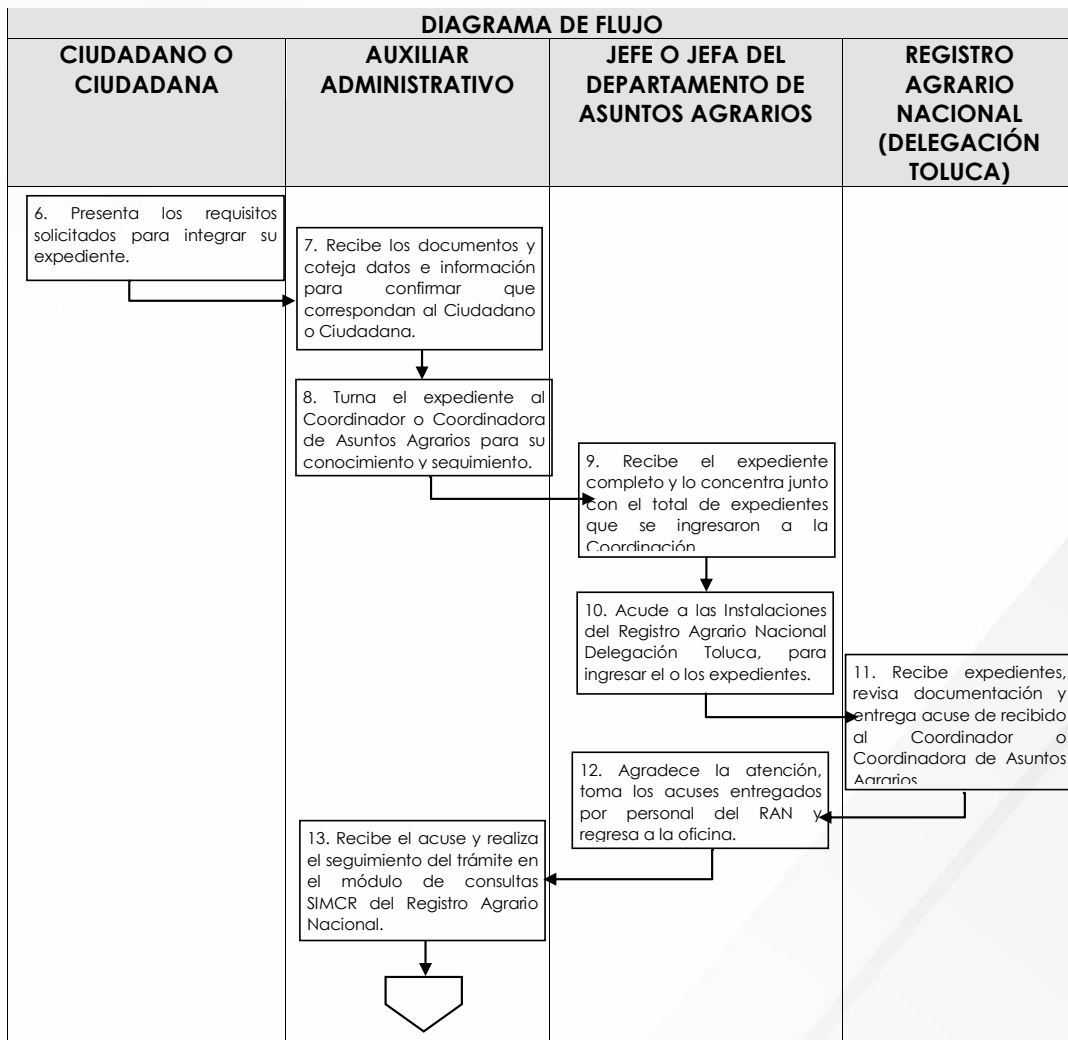 DIAGRAMA DE FLUJO
CIUDADANO O
CIUDADANA
AUXILIAR
ADMINISTRATIVO
JEFE O JEFA DEL
DEPARTAMENTO DE
ASUNTOS AGRARIOS
REGISTRO
AGRARIO
NACIONAL
(DELEGACIÓN
TOLUCA)
6. Presenta los requisitos
solicitados para integrar su
expediente.
7. Recibe los documentos y
coteja datos e información
para confirmar que
correspondan al Ciudadano
o Ciudadana.
8. Turna el expediente al
Coordinador o Coordinadora
de Asuntos Agrarios para su
conocimiento y seguimiento.
9. Recibe el expediente
completo y lo concentra junto
con el total de expedientes
que se ingresaron a la
Coordinación
10. Acude a las Instalaciones
del Registro Agrario Nacional
Delegación Toluca, para
ingresar el o los expedientes.
11. Recibe expedientes,
revisa documentación y
entrega acuse de recibido
al Coordinador o
Coordinadora de Asuntos
Agrarios
12. Agradece la atención,
toma los acuses entregados
por personal del RAN y
regresa a la oficina.
13. Recibe el acuse y realiza
el seguimiento del trámite en
el módulo de consultas
SIMCR del Registro Agrario
Nacional.